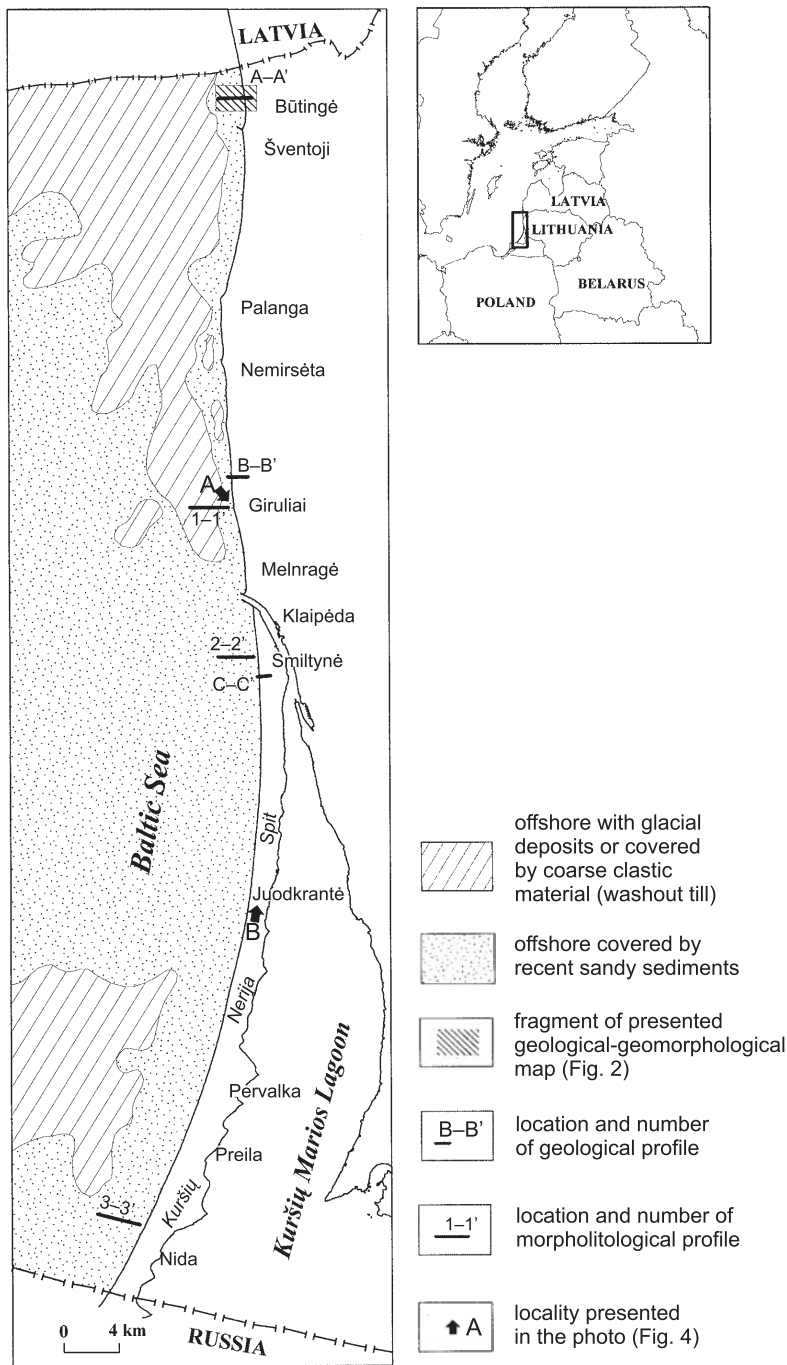 LATVIA
A–A’
Būtingė
Šventoji
Palanga
Nemirsėta
B–B’
A
1–1’
Giruliai
Melnragė
Klaipėda
2–2’
Smiltynė
C–C’
Baltic Sea
Spit
Juodkrantė
B
Nerija
Pervalka
Kuršių Marios Lagoon
Preila
3–3’
Kuršių
Nida
0 4 km
RUSSIA
LATVIA
LITHUANIA
BELARUS
POLAND
offshore with glacial
deposits or covered
by coarse clastic
material (washout till)
offshore covered by
recent sandy sediments
fragment of presented
geological-geomorphological
map (Fig. 2)
B–B’
location and number
of geological profile
1–1’
location and number of
morpholitological profile
A
locality presented
in the photo (Fig. 4)